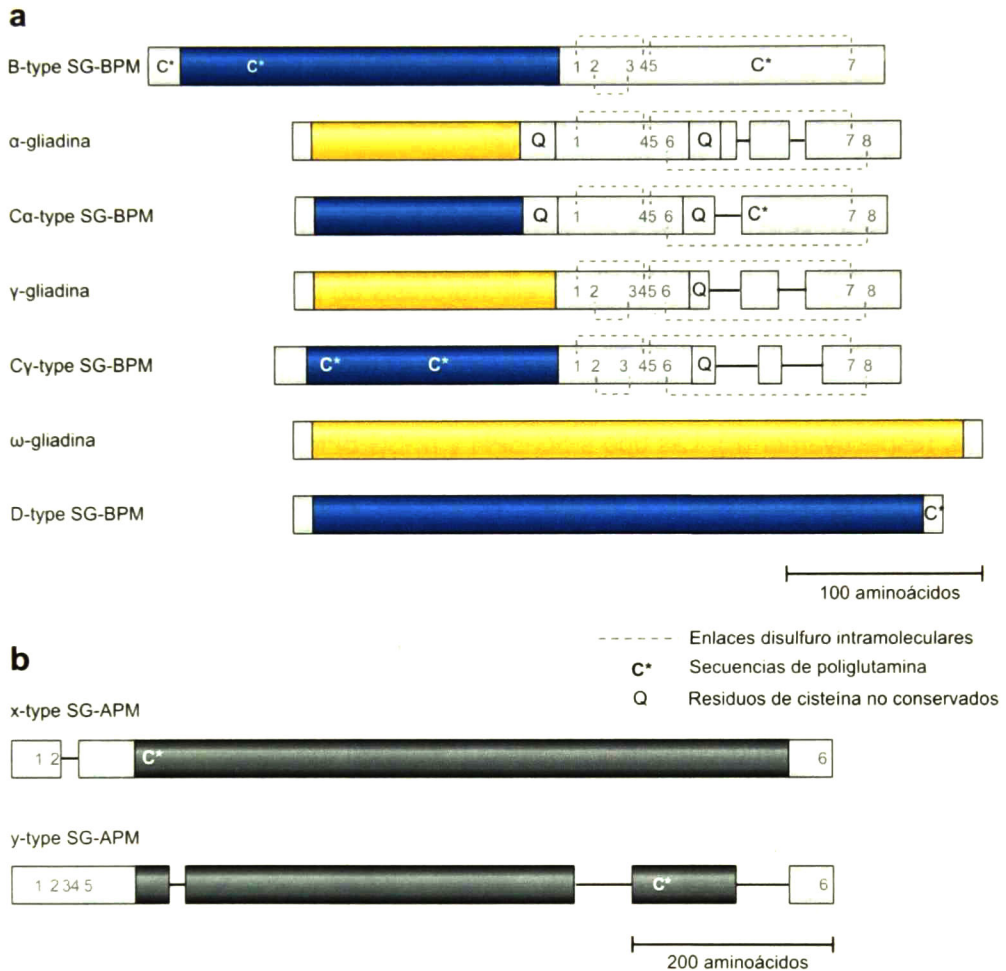 a
B-type SG-BPM C* C* 1 2 3 45 C* 7
α-gliadina Q 1 45 6 Q 7 8
Cα-type SG-BPM Q 1 45 6 Q C* 7 8
γ-gliadina 1 2 345 6 Q 7 8
Cγ-type SG-BPM C* C* 1 2 3 45 6 Q 7 8
ω-gliadina
D-type SG-BPM C*
100 aminoácidos
Enlaces disulfuro intramoleculares
C* Secuencias de poliglutamina
Q Residuos de cisteína no conservados
b
x-type SG-APM
1 2 C* 6
y-type SG-APM
1 2 34 5 C* 6
200 aminoácidos